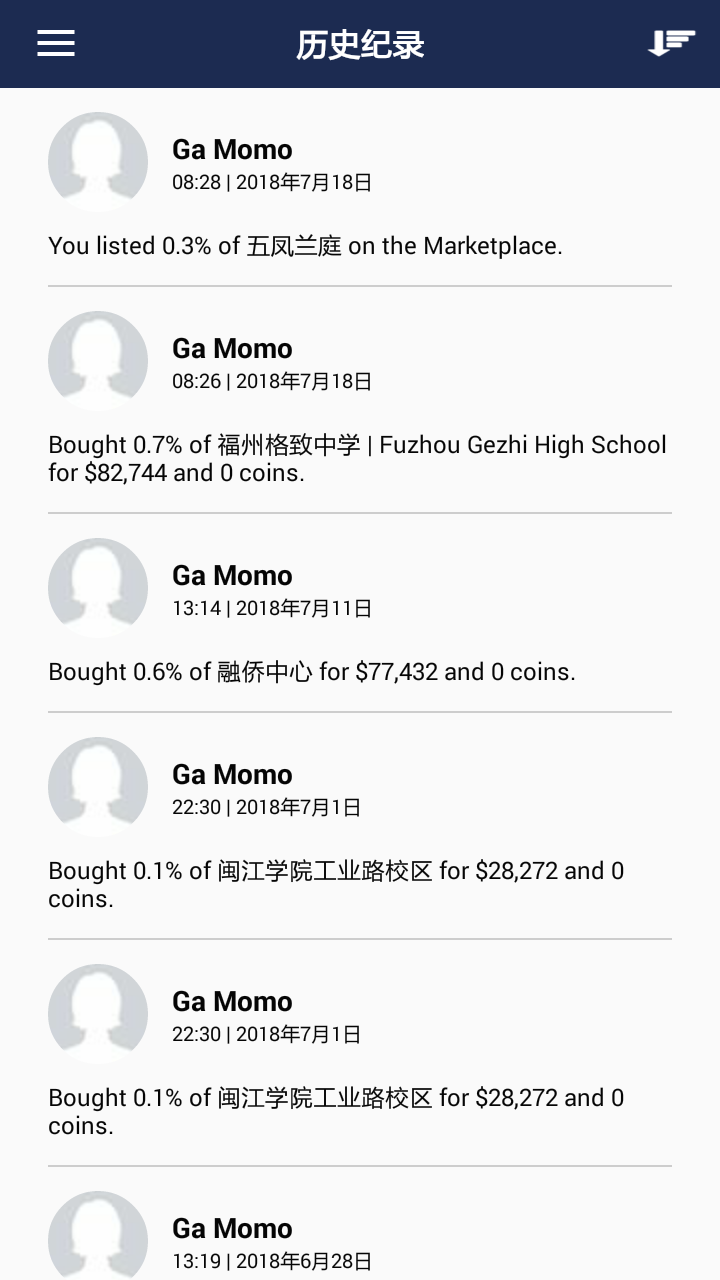 历史纪录
Ga Momo
08:28 | 2018年7月18日
You listed 0.3% of 五凤兰庭 on the Marketplace.
Ga Momo
08:26 | 2018年7月18日
Bought 0.7% of 福州格致中学 | Fuzhou Gezhi High School
for $82,744 and 0 coins.
Ga Momo
13:14 | 2018年7月11日
Bought 0.6% of 融侨中心 for $77,432 and 0 coins.
Ga Momo
22:30 | 2018年7月1日
Bought 0.1% of 闽江学院工业路校区 for $28,272 and 0
coins.
Ga Momo
22:30 | 2018年7月1日
Bought 0.1% of 闽江学院工业路校区 for $28,272 and 0
coins.
Ga Momo
13:19 | 2018年6月28日